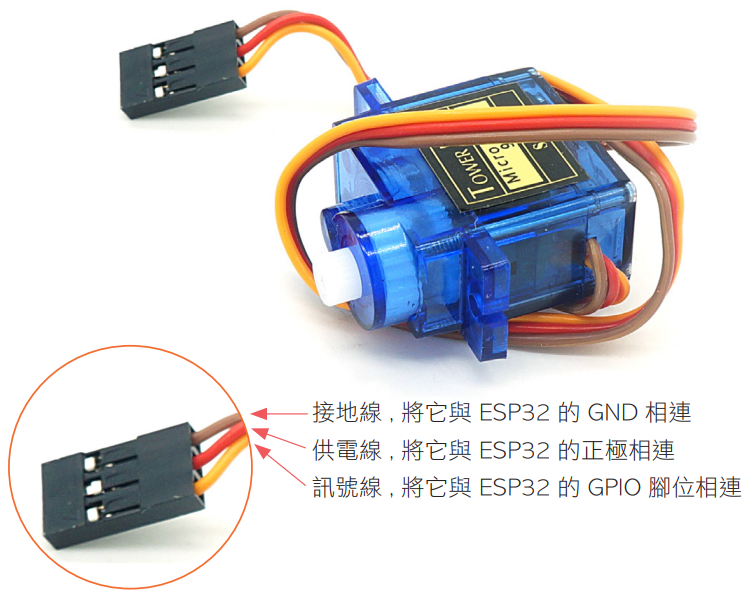 TOWER
Micro
S
接地線 , 將它與 ESP32 的 GND 相連
供電線 , 將它與 ESP32 的正極相連
訊號線 , 將它與 ESP32 的 GPIO 腳位相連